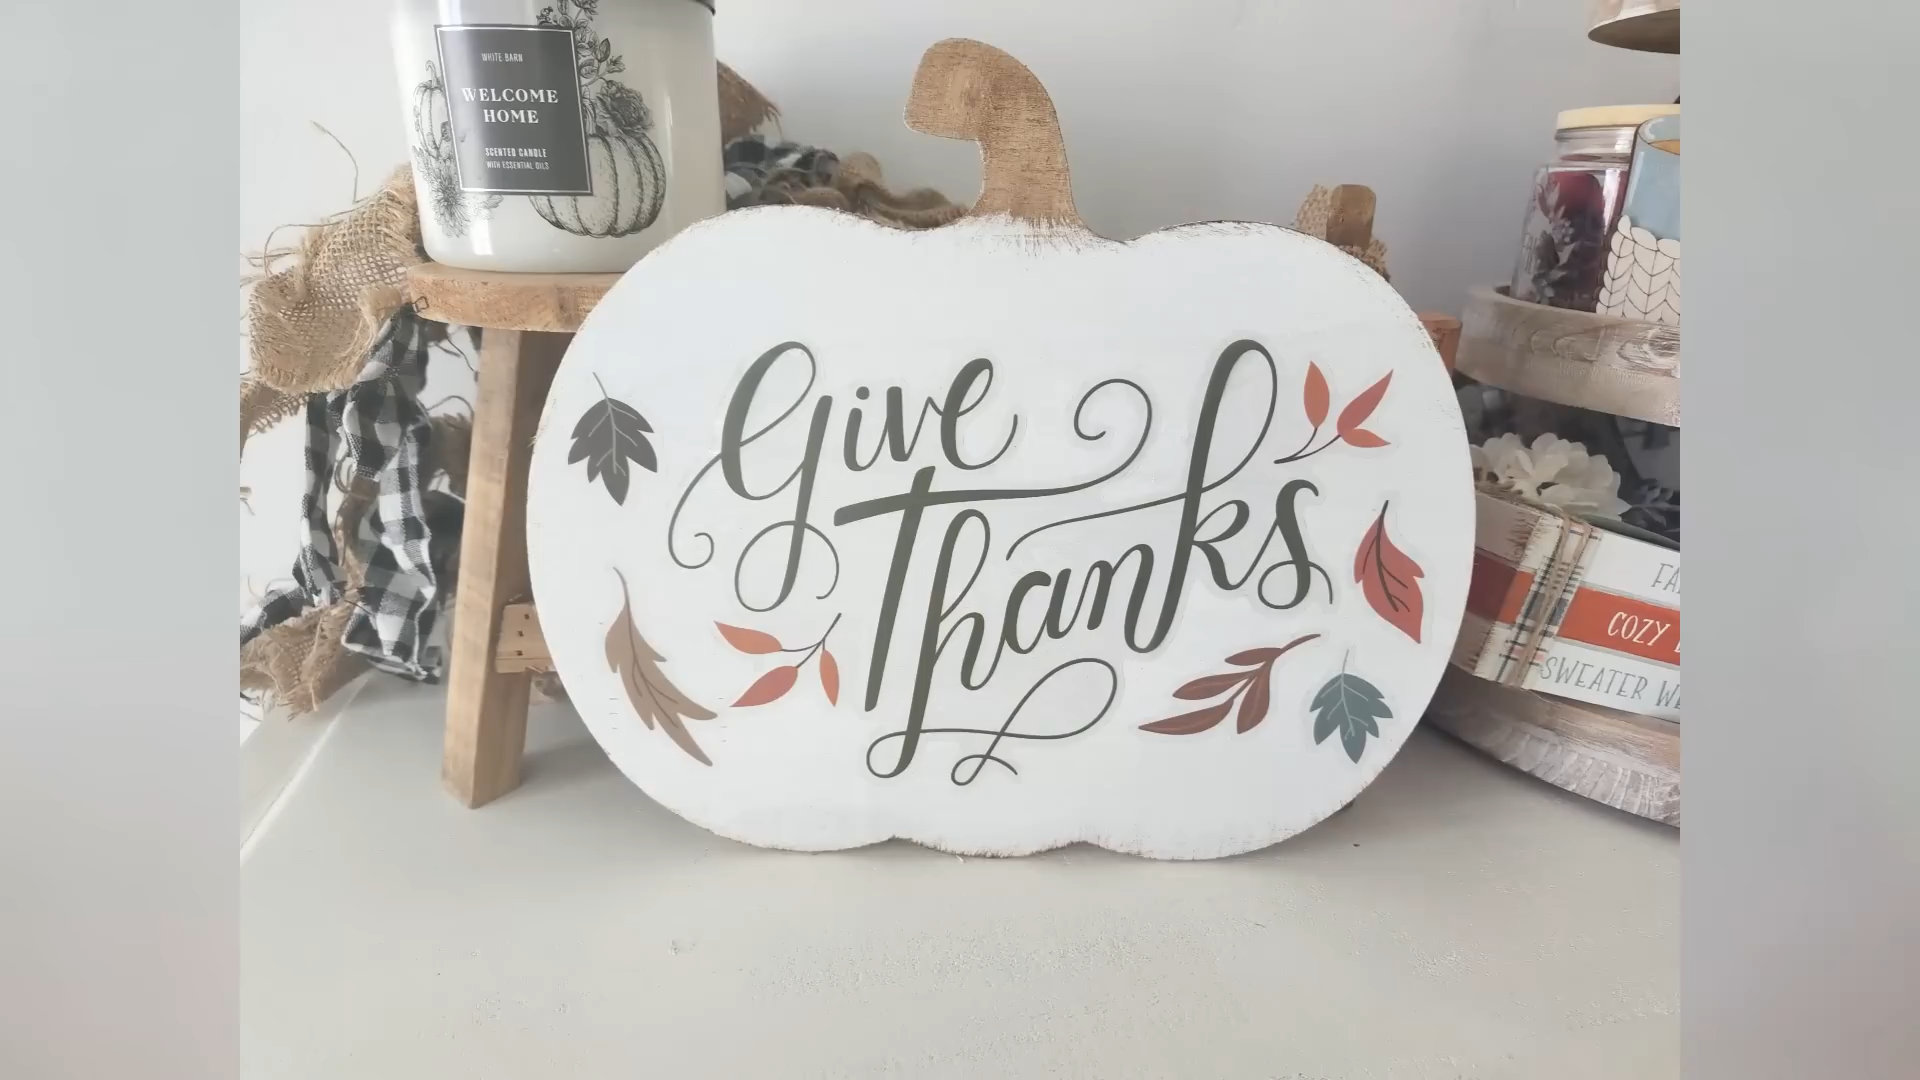 WHITE BARN
WELCOME
HOME
SCENTED CANDLE
WITH ESSENTIAL OILS
Give
Thanks
COZY
SWEATER